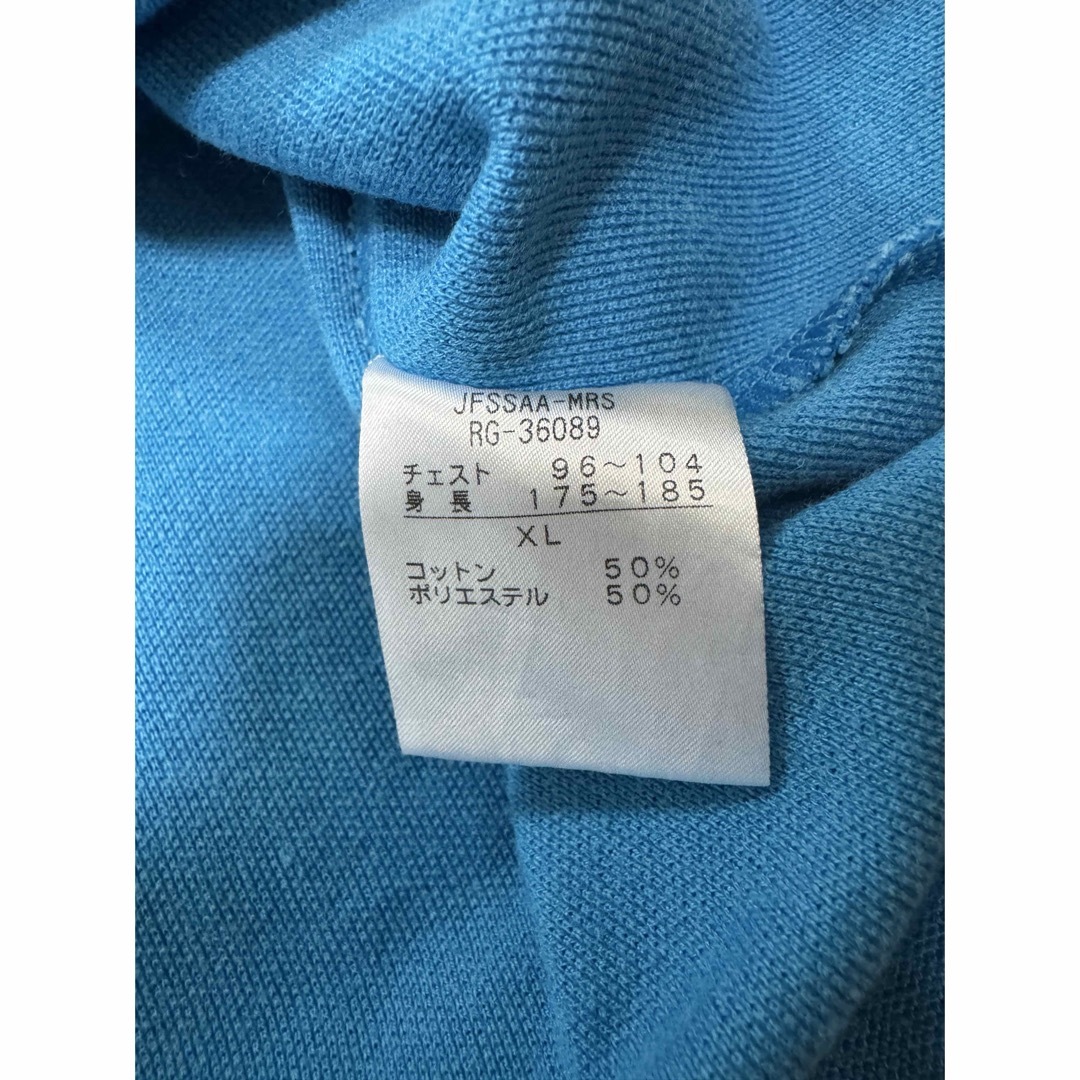 JFSSAA-MRS
RG-36089
チェスト 96~104
身長 175~185
XL
コットン 50%
ポリエステル 50%